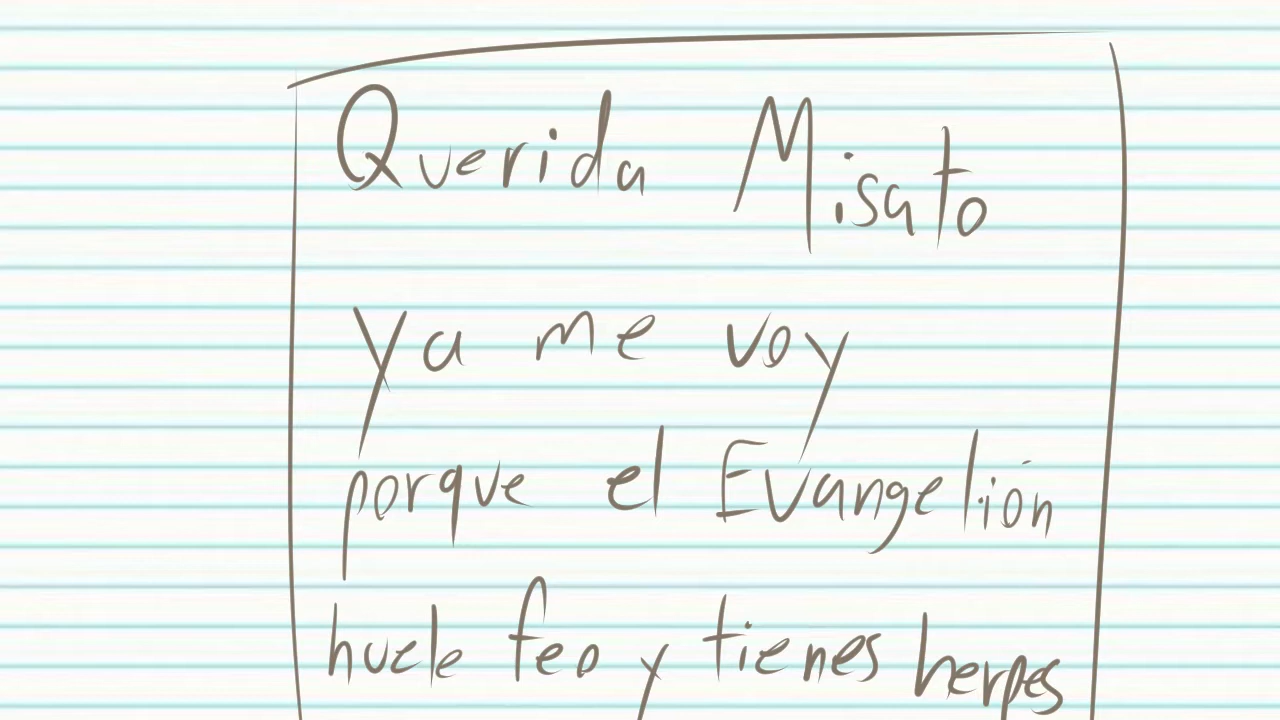 Querida Misato
ya me voy
porque el Evangelión
huele feo y tienes herpes